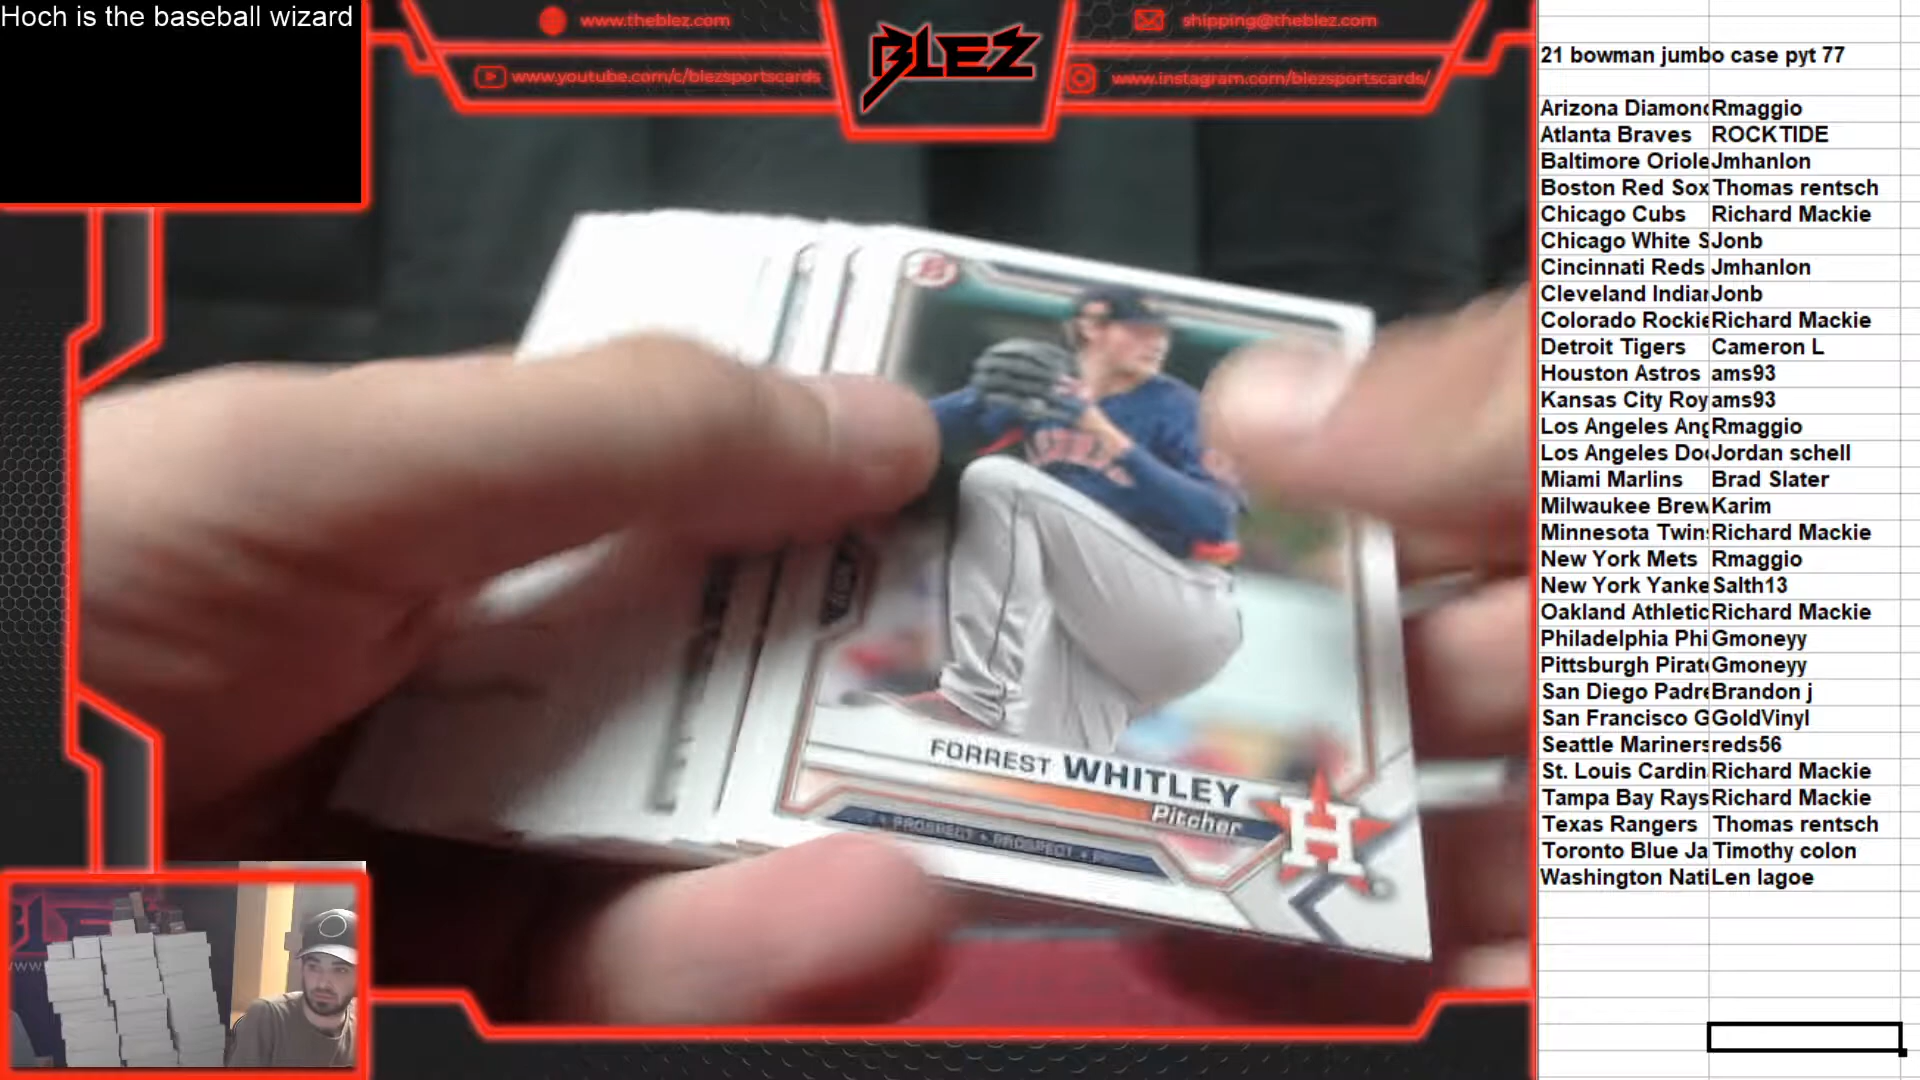 Hoch is the baseball wizard
www.theblez.com
shipping@theblez.com
BLEZ
www.youtube.com/c/blezsportscards
www.instagram.com/blezsportscards/
FORREST WHITLEY
Pitcher
PROSPECT • PROSPECT •
H
21 bowman jumbo case pyt 77
Arizona Diamond Rmaggio
Atlanta Braves ROCKTIDE
Baltimore Oriole Jmhanlon
Boston Red Sox Thomas rentsch
Chicago Cubs Richard Mackie
Chicago White S Jonb
Cincinnati Reds Jmhanlon
Cleveland Indian Jonb
Colorado Rockie Richard Mackie
Detroit Tigers Cameron L
Houston Astros ams93
Kansas City Roy ams93
Los Angeles Ang Rmaggio
Los Angeles Dod Jordan schell
Miami Marlins Brad Slater
Milwaukee Brew Karim
Minnesota Twins Richard Mackie
New York Mets Rmaggio
New York Yanke Salth13
Oakland Athletic Richard Mackie
Philadelphia Phi Gmoneyy
Pittsburgh Pirate Gmoneyy
San Diego Padre Brandon j
San Francisco G GoldVinyl
Seattle Mariners reds56
St. Louis Cardin Richard Mackie
Tampa Bay Rays Richard Mackie
Texas Rangers Thomas rentsch
Toronto Blue Ja Timothy colon
Washington Nati Len lagoe